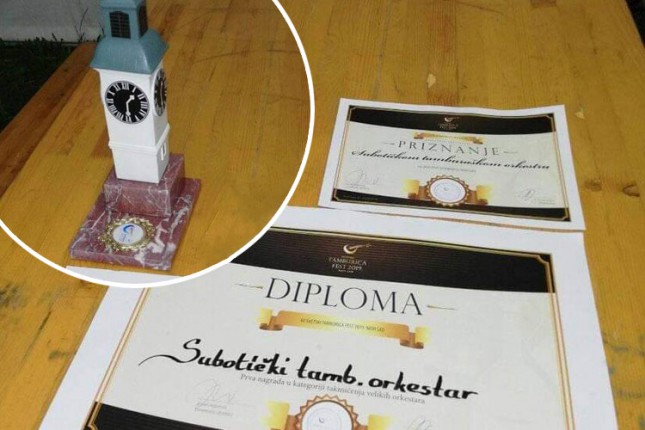 PRIZNANJE
Subotičkom tamburaškom orkestru
TAMBURICA
FEST 2019
DIPLOMA
Subotički tamb. orkestar
Prva nagrada u kategoriji takmičenja velikih orkestara